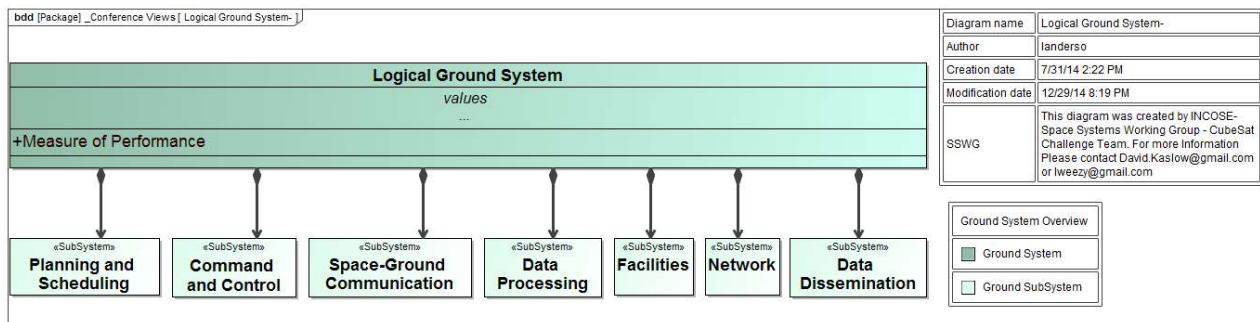 bdd [Package] _Conference Views [ Logical Ground System- ]
Logical Ground System
values
...
+Measure of Performance
«SubSystem»
Planning and
Scheduling
«SubSystem»
Command
and Control
«SubSystem»
Space-Ground
Communication
«SubSystem»
Data
Processing
«SubSystem»
Facilities
«SubSystem»
Network
«SubSystem»
Data
Dissemination
Diagram name Logical Ground System-
Author landerso
Creation date 7/31/14 2:22 PM
Modification date 12/29/14 8:19 PM
SSWG
This diagram was created by INCOSE-
Space Systems Working Group - CubeSat
Challenge Team. For more Information
Please contact David.Kaslow@gmail.com
or lweezy@gmail.com
Ground System Overview
Ground System
Ground SubSystem